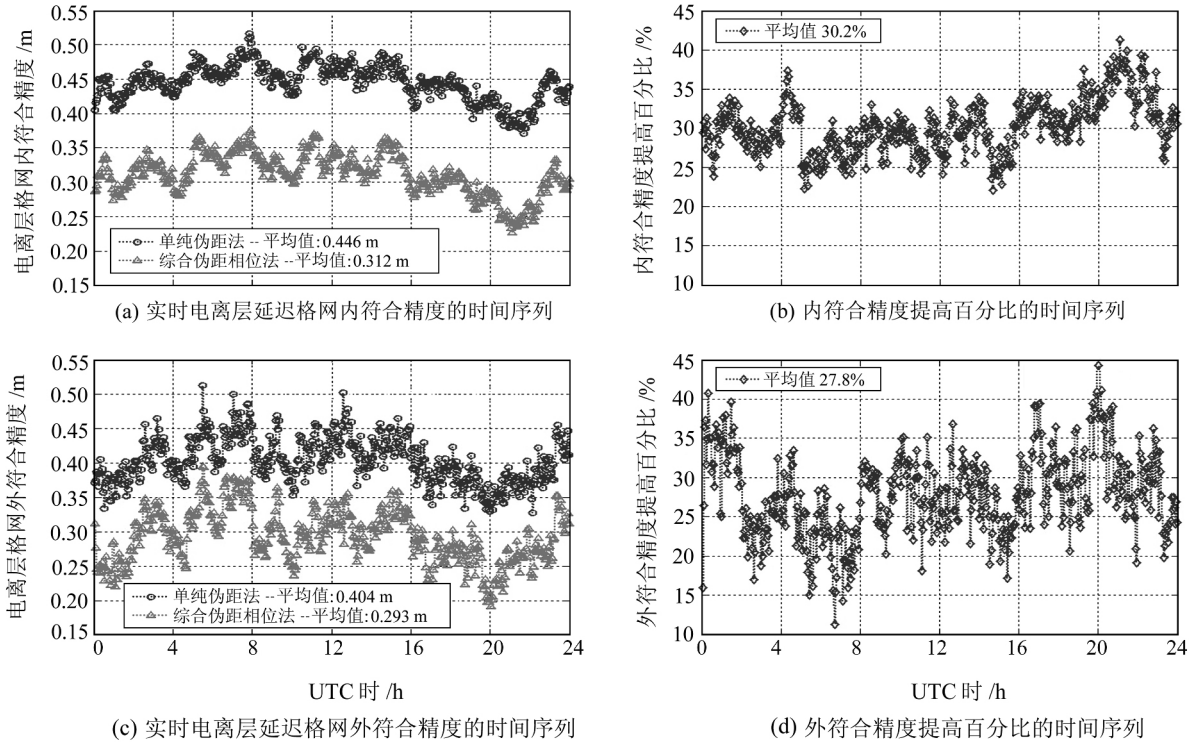 电离层格网内符合精度 /m
0.55
0.50
0.45
0.40
0.35
0.30
0.25
0.20
0.15
单纯伪距法 -- 平均值:0.446 m
综合伪距相位法 --平均值:0.312 m
(a) 实时电离层延迟格网内符合精度的时间序列
内符合精度提高百分比 /%
45
40
35
30
25
20
15
10
平均值 30.2%
(b) 内符合精度提高百分比的时间序列
电离层格网外符合精度 /m
0.55
0.50
0.45
0.40
0.35
0.30
0.25
0.20
0.15
单纯伪距法 --平均值:0.404 m
综合伪距相位法 --平均值:0.293 m
0 4 8 12 16 20 24
UTC 时 /h
(c) 实时电离层延迟格网外符合精度的时间序列
外符合精度提高百分比 /%
45
40
35
30
25
20
15
10
平均值 27.8%
0 4 8 12 16 20 24
UTC 时 /h
(d) 外符合精度提高百分比的时间序列